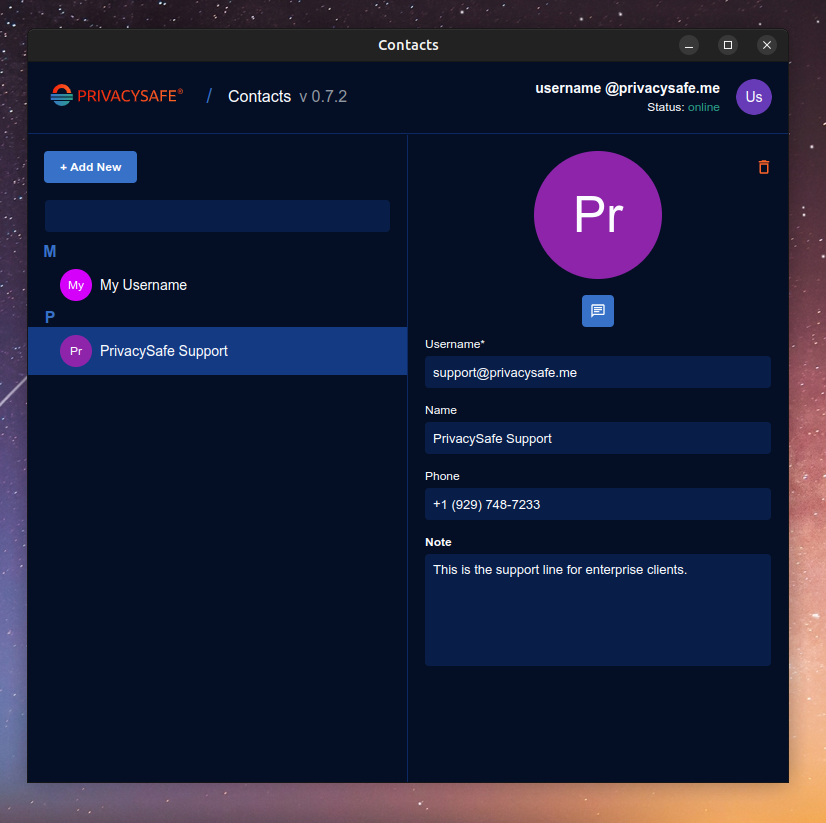 Contacts
PRIVACYSAFE® / Contacts v 0.7.2
username @privacysafe.me
Status: online
Us
+ Add New
M
My My Username
P
Pr PrivacySafe Support
Pr
Username*
support@privacysafe.me
Name
PrivacySafe Support
Phone
+1 (929) 748-7233
Note
This is the support line for enterprise clients.